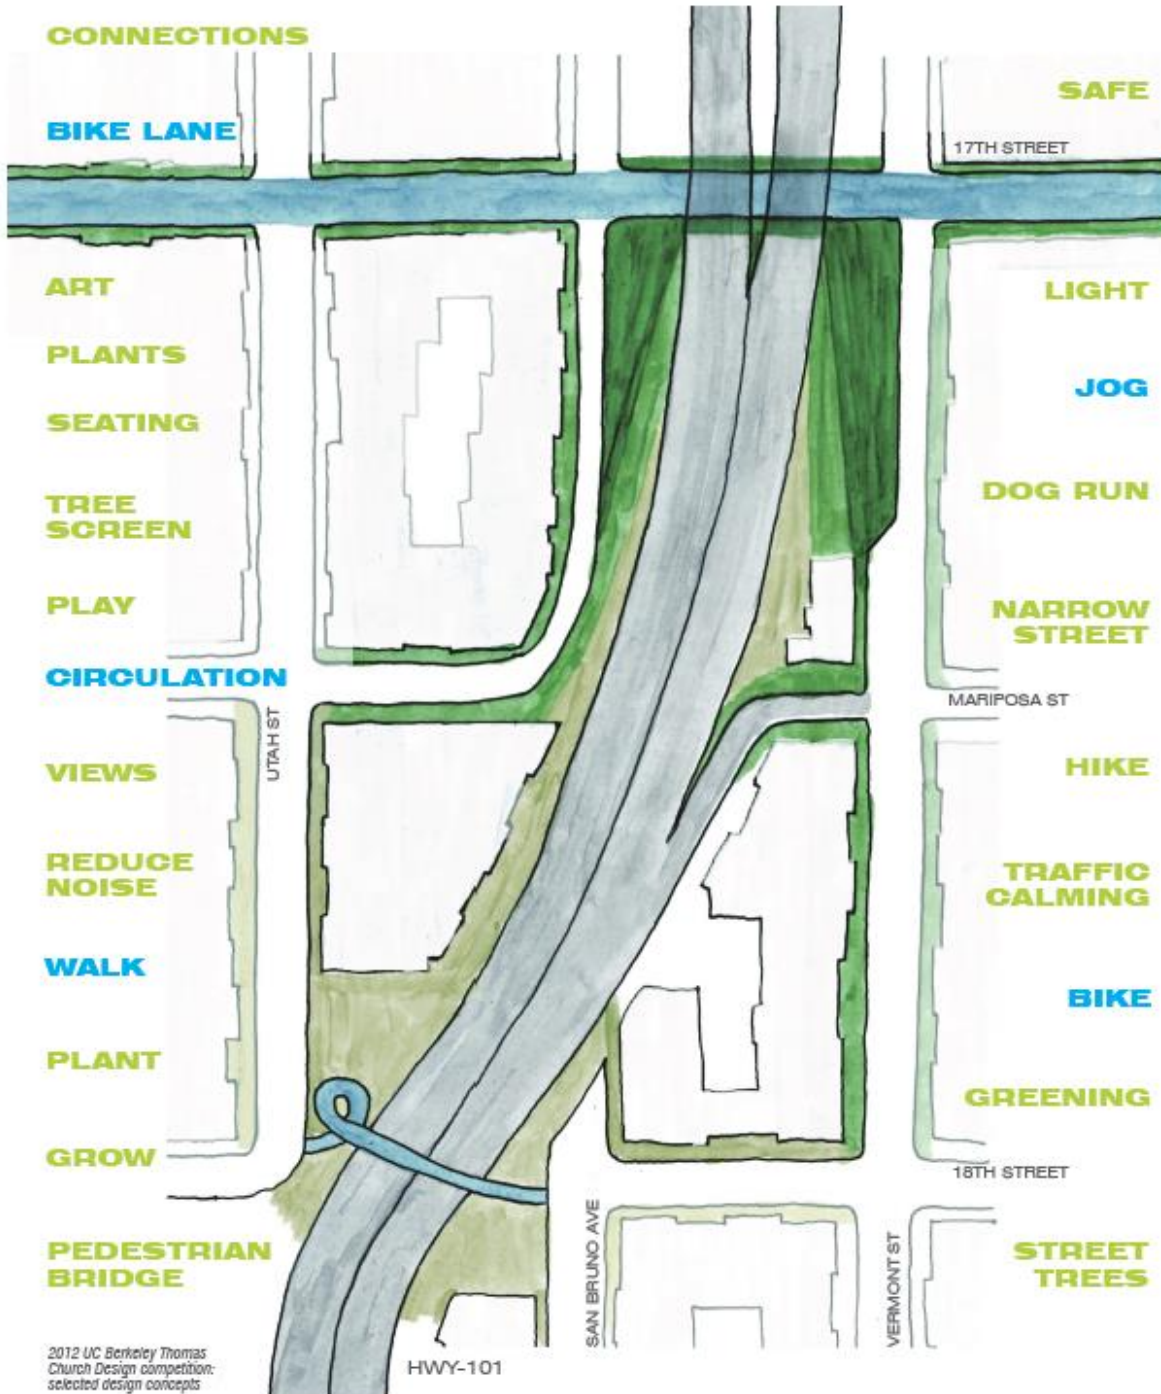 CONNECTIONS
SAFE
BIKE LANE
17TH STREET
ART
LIGHT
PLANTS
JOG
SEATING
DOG RUN
TREE
SCREEN
PLAY
NARROW
STREET
CIRCULATION
MARIPOSA ST
UTAH ST
VIEWS
HIKE
REDUCE
NOISE
TRAFFIC
CALMING
WALK
BIKE
PLANT
GREENING
GROW
18TH STREET
SAN BRUNO AVE
VERMONT ST
PEDESTRIAN
BRIDGE
STREET
TREES
2012 UC Berkeley Thomas
Church Design competition:
selected design concepts
HWY-101